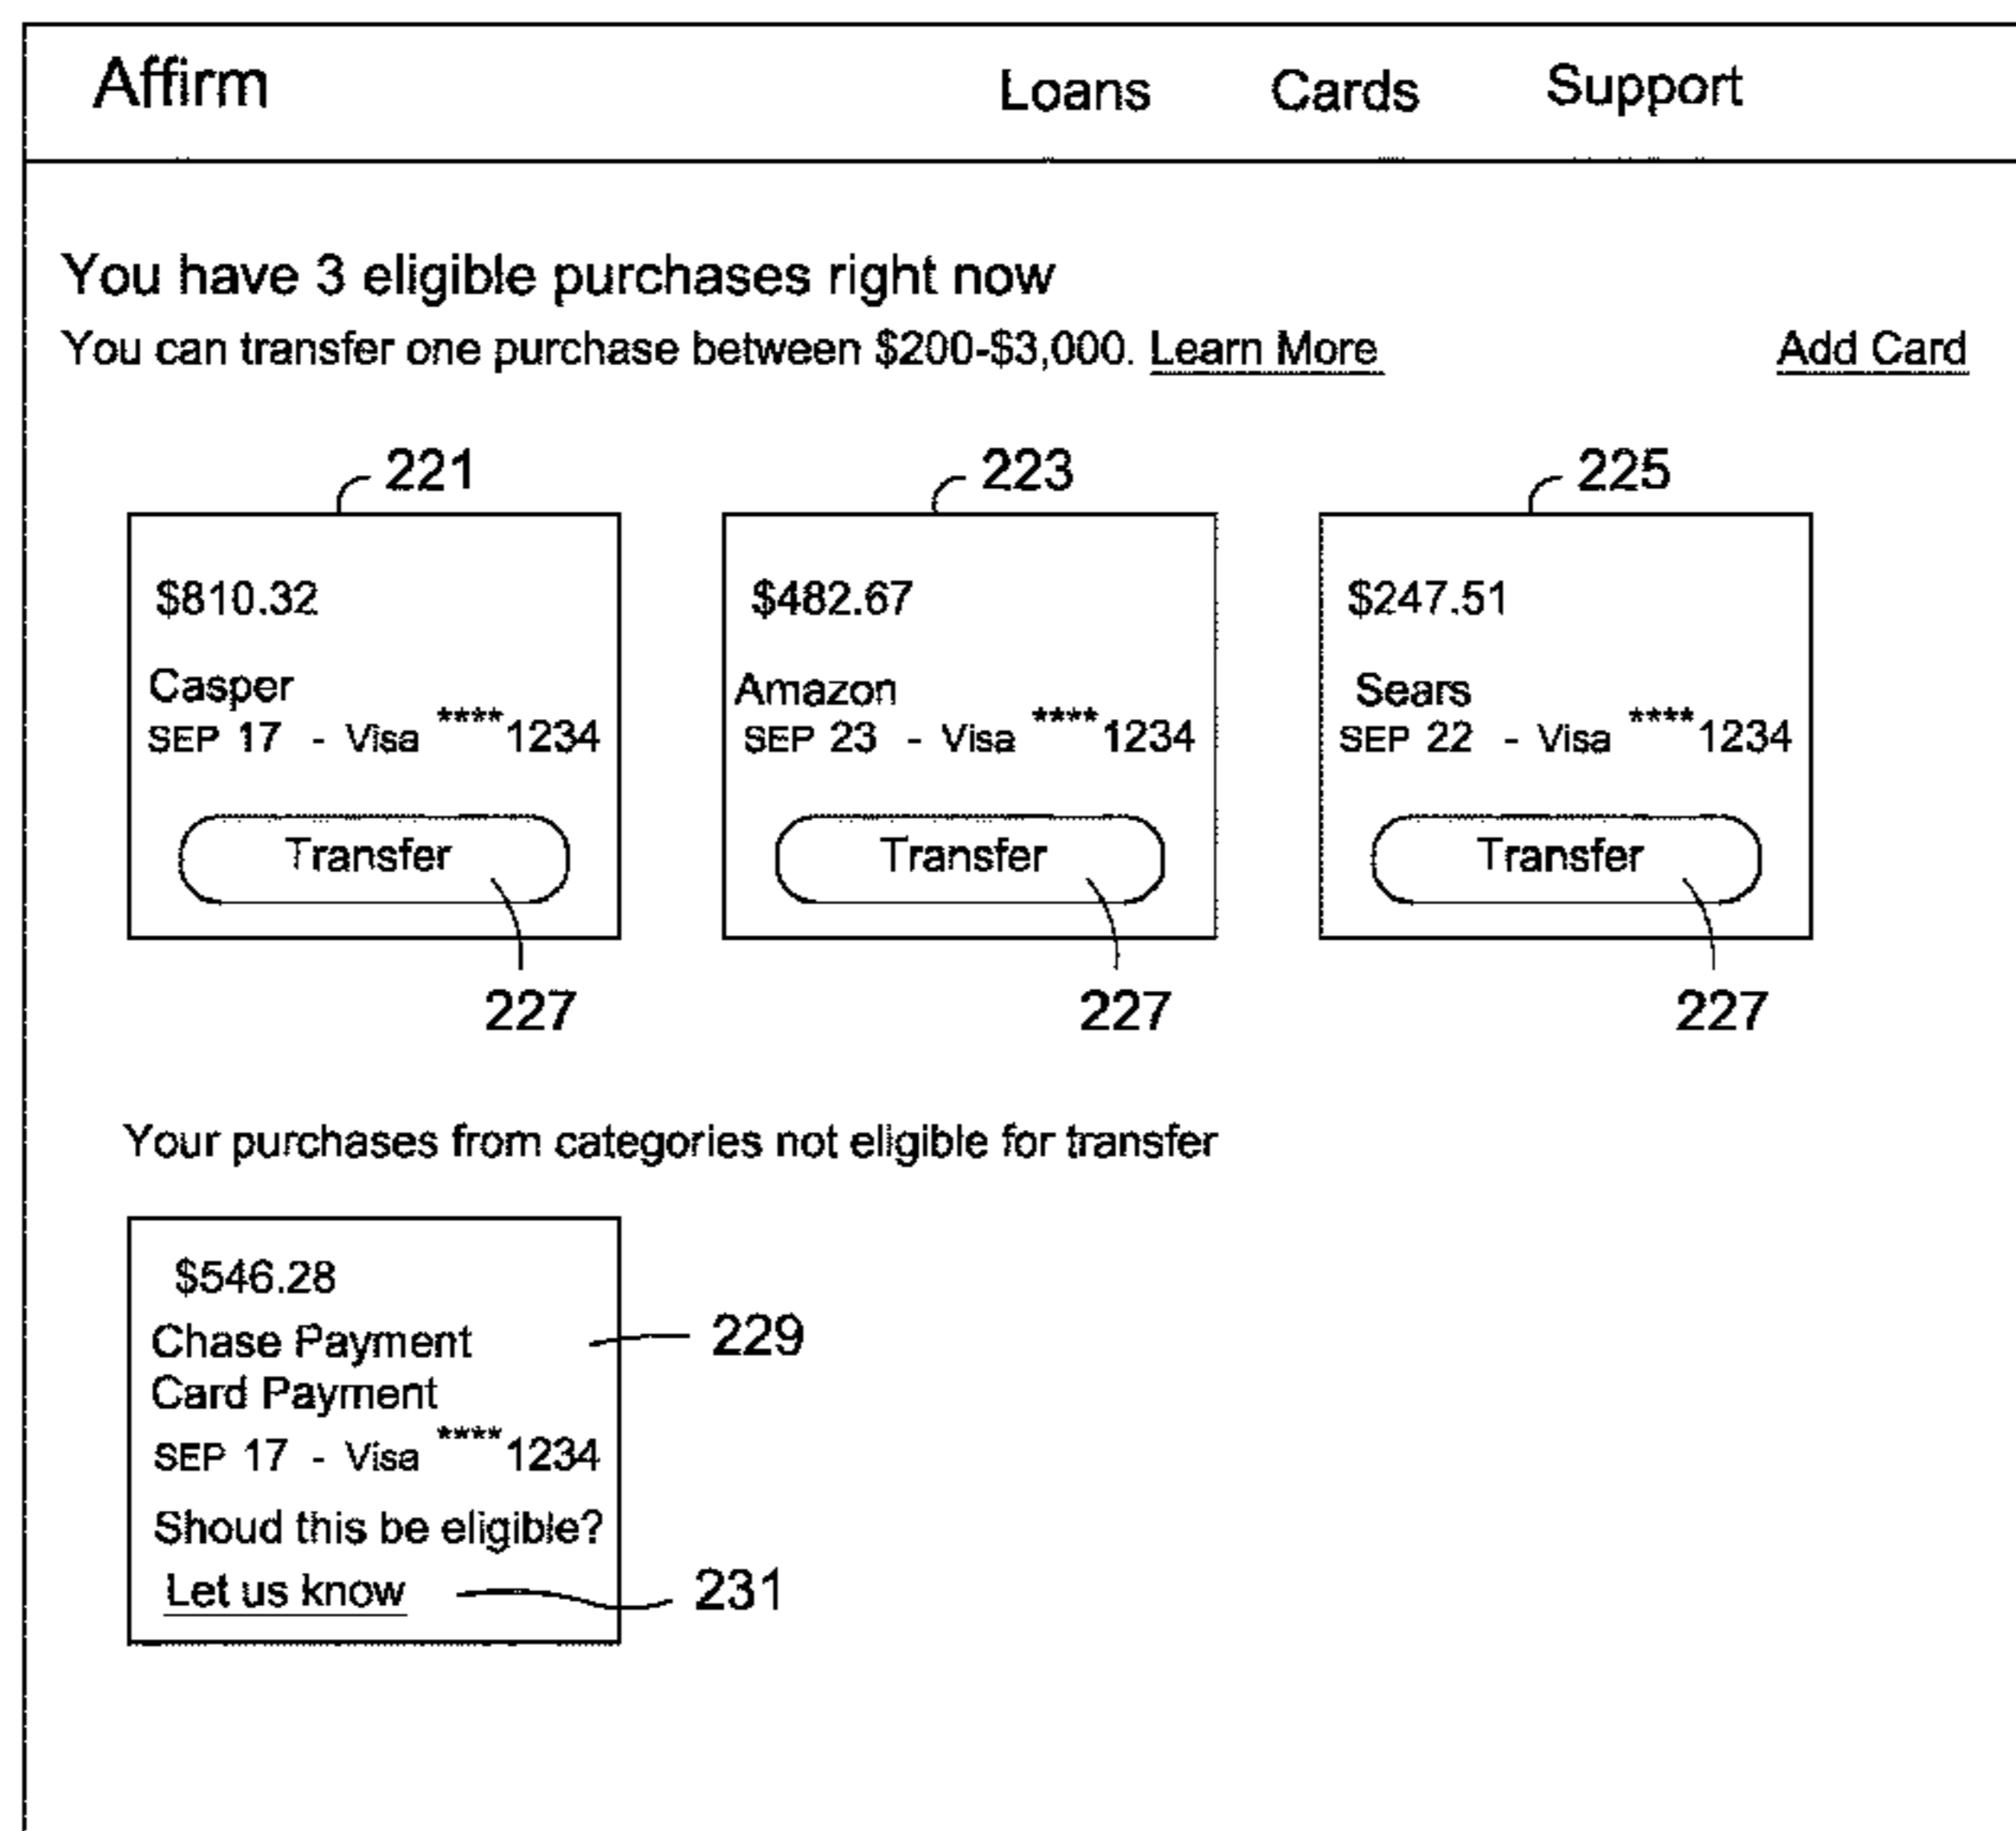 Affirm Loans Cards Support
You have 3 eligible purchases right now
You can transfer one purchase between $200-$3,000. Learn More Add Card
221 223 225
$810.32 $482.67 $247.51
Casper Amazon Sears
SEP 17 - Visa ****1234 SEP 23 - Visa ****1234 SEP 22 - Visa ****1234
Transfer Transfer Transfer
227 227 227
Your purchases from categories not eligible for transfer
$546.28
Chase Payment 229
Card Payment
SEP 17 - Visa ****1234
Shoud this be eligible?
Let us know 231